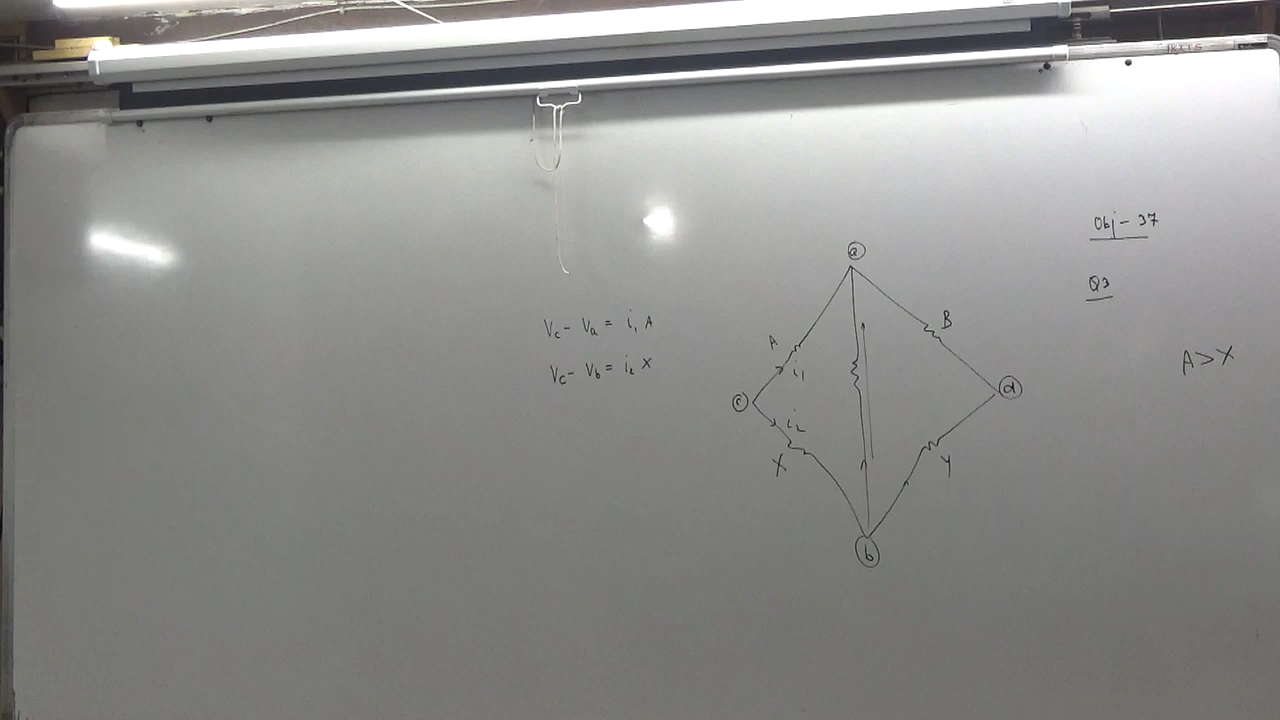 Obj - 37
Q3
a
Vc - Va = i1 A
Vc - Vb = i2 X
A
B
i1
A > X
c
d
i2
X
Y
b